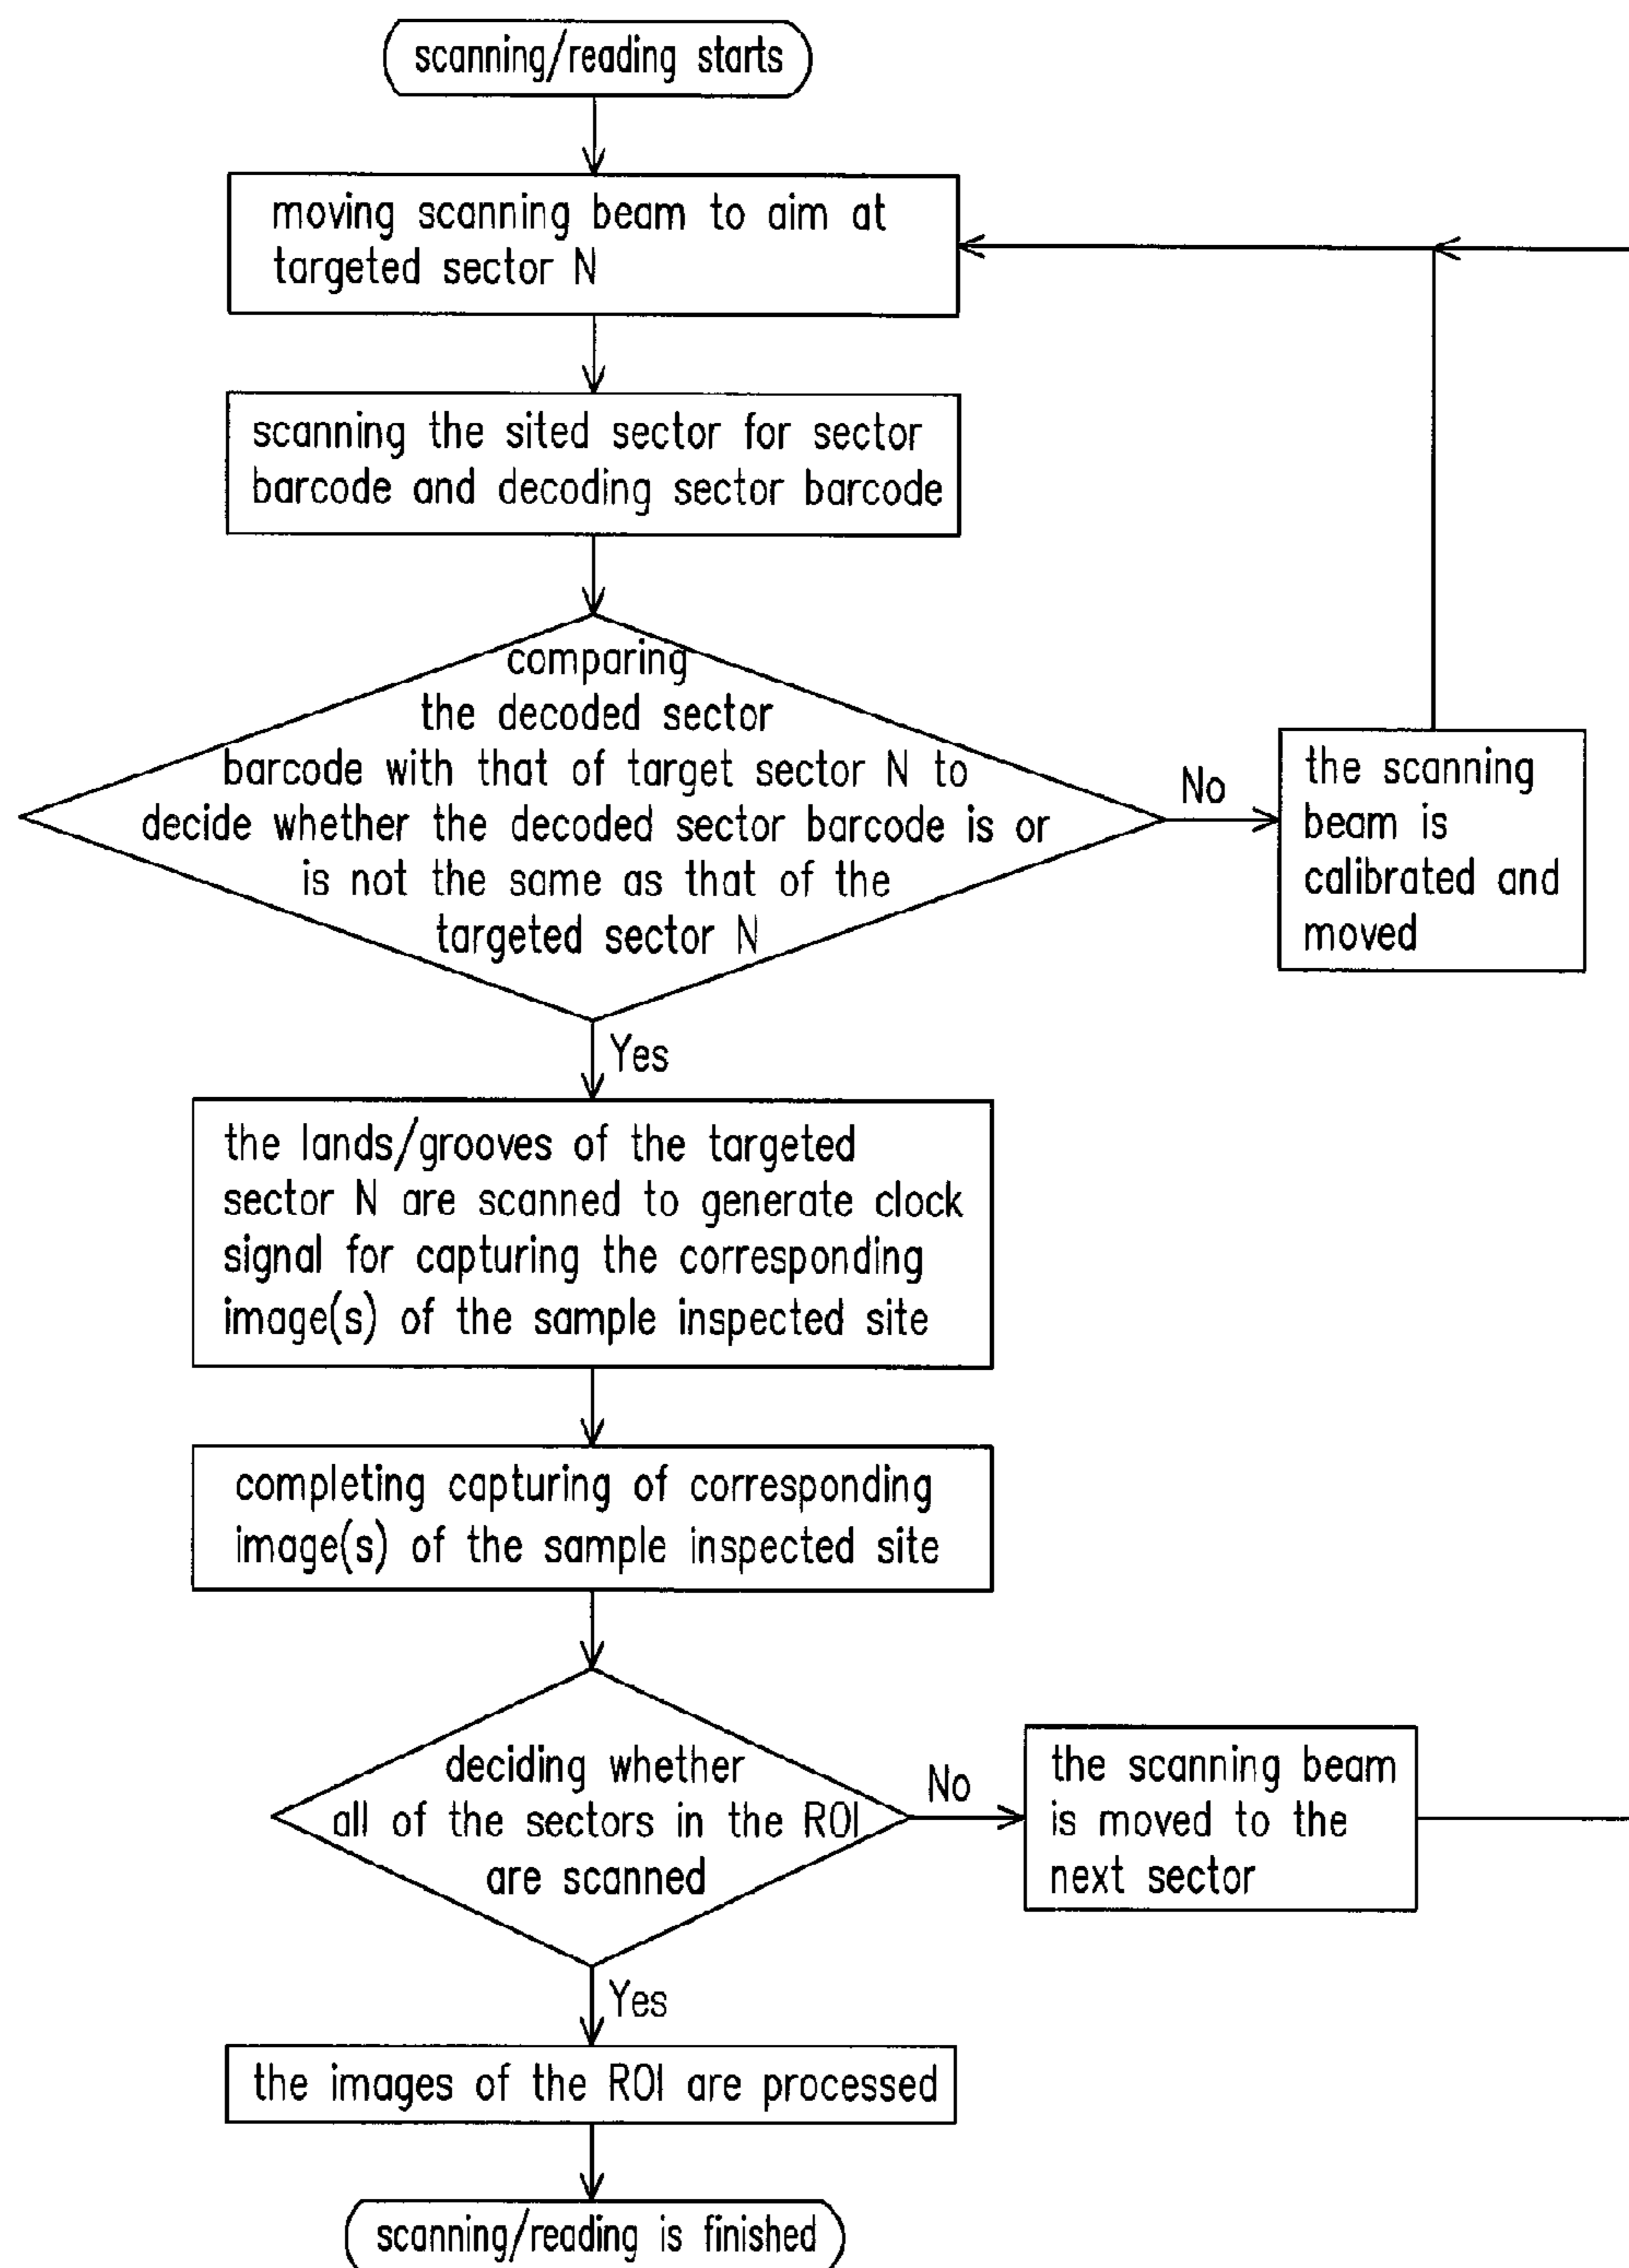 scanning/reading starts
moving scanning beam to aim at
targeted sector N
scanning the sited sector for sector
barcode and decoding sector barcode
comparing
the decoded sector
barcode with that of target sector N to
decide whether the decoded sector barcode is or
is not the same as that of the
targeted sector N
No
the scanning
beam is
calibrated and
moved
Yes
the lands/grooves of the targeted
sector N are scanned to generate clock
signal for capturing the corresponding
image(s) of the sample inspected site
completing capturing of corresponding
image(s) of the sample inspected site
deciding whether
all of the sectors in the ROI
are scanned
No
the scanning beam
is moved to the
next sector
Yes
the images of the ROI are processed
scanning/reading is finished